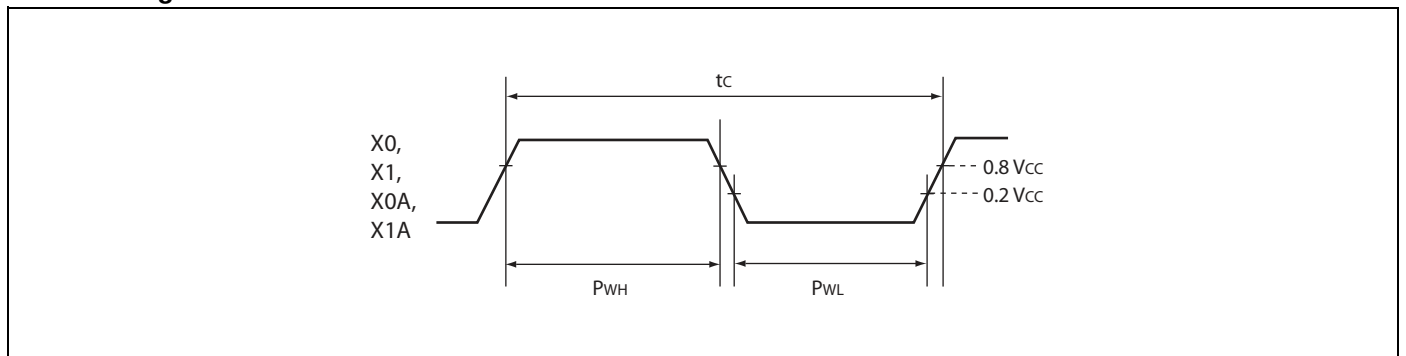 tC
X0,
X1,
X0A,
X1A
0.8 VCC
0.2 VCC
PWH
PWL